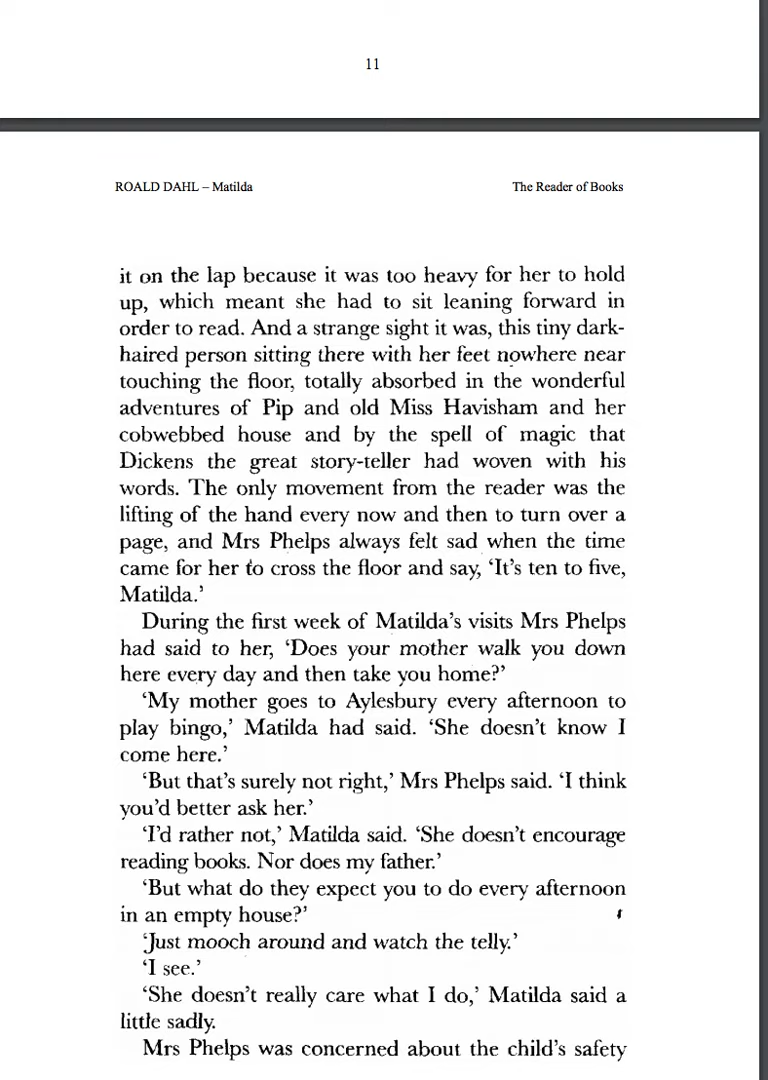 11
ROALD DAHL – Matilda The Reader of Books
it on the lap because it was too heavy for her to hold
up, which meant she had to sit leaning forward in
order to read. And a strange sight it was, this tiny dark-
haired person sitting there with her feet nowhere near
touching the floor, totally absorbed in the wonderful
adventures of Pip and old Miss Havisham and her
cobwebbed house and by the spell of magic that
Dickens the great story-teller had woven with his
words. The only movement from the reader was the
lifting of the hand every now and then to turn over a
page, and Mrs Phelps always felt sad when the time
came for her to cross the floor and say, ‘It’s ten to five,
Matilda.’
During the first week of Matilda’s visits Mrs Phelps
had said to her, ‘Does your mother walk you down
here every day and then take you home?’
‘My mother goes to Aylesbury every afternoon to
play bingo,’ Matilda had said. ‘She doesn’t know I
come here.’
‘But that’s surely not right,’ Mrs Phelps said. ‘I think
you’d better ask her.’
‘I’d rather not,’ Matilda said. ‘She doesn’t encourage
reading books. Nor does my father.’
‘But what do they expect you to do every afternoon
in an empty house?’
‘Just mooch around and watch the telly.’
‘I see.’
‘She doesn’t really care what I do,’ Matilda said a
little sadly.
Mrs Phelps was concerned about the child’s safety